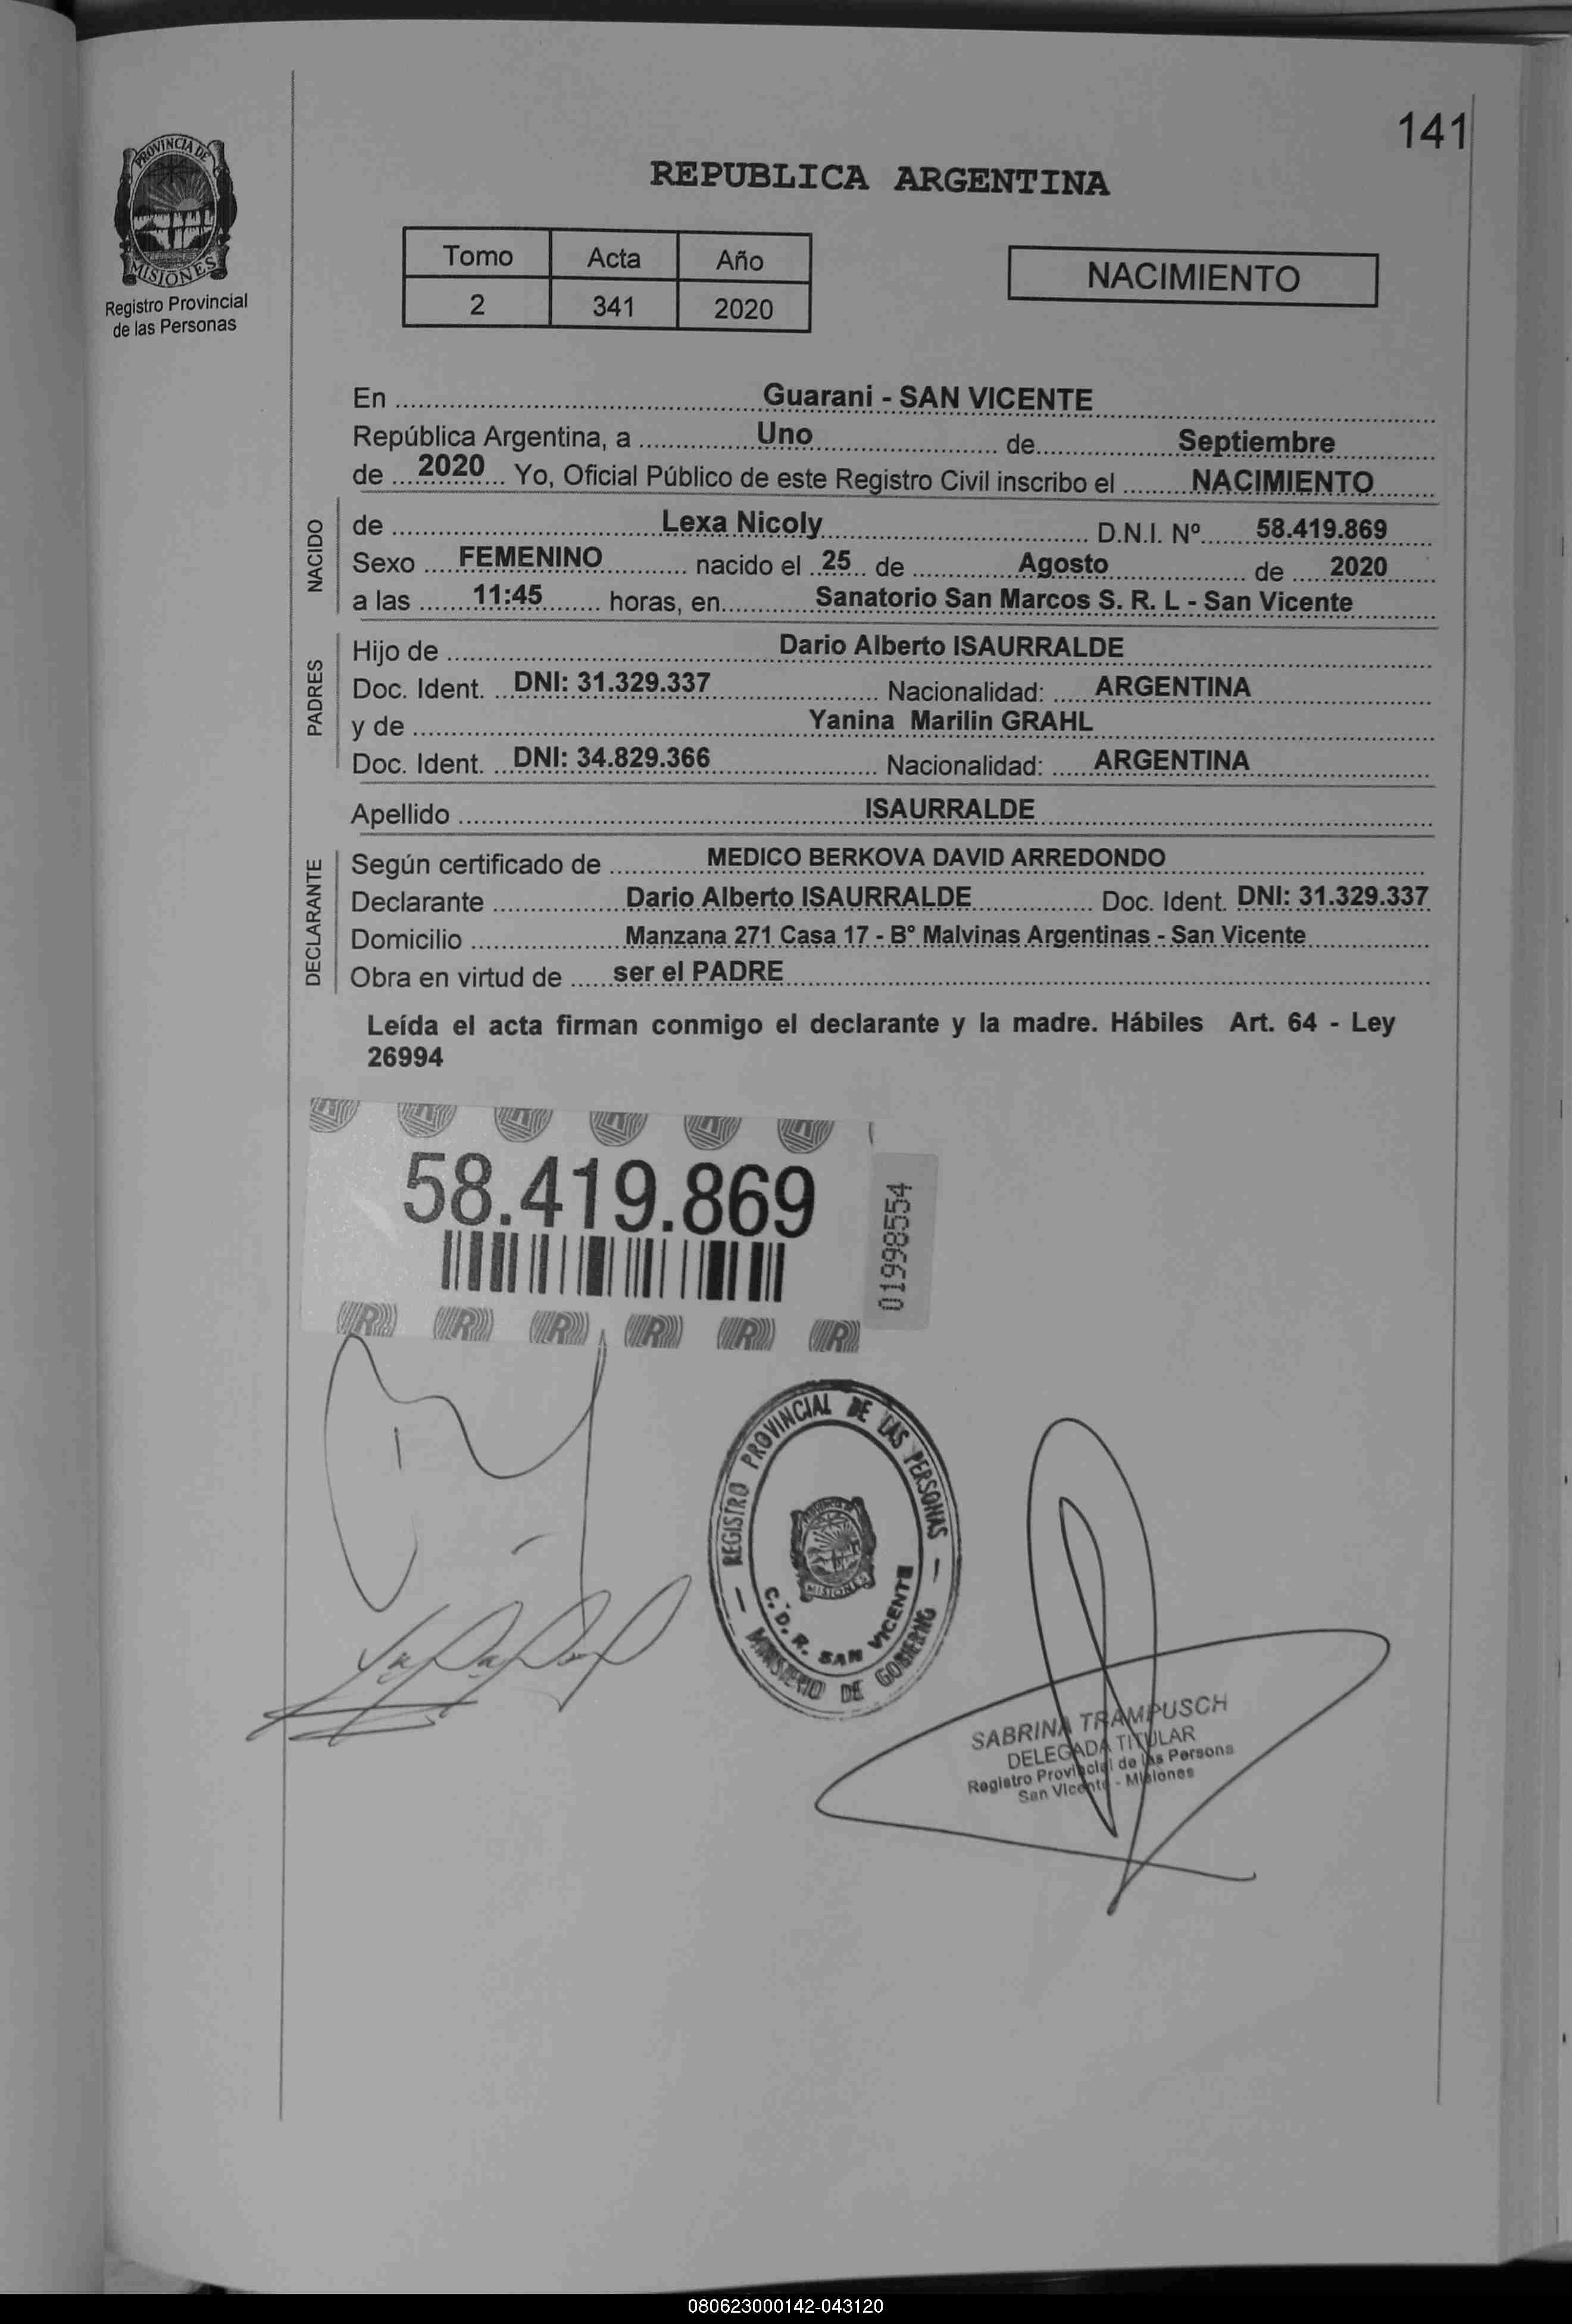 141
PROVINCIA DE
MISIONES
Registro Provincial
de las Personas
REPUBLICA ARGENTINA
Tomo Acta Año
2 341 2020
NACIMIENTO
En Guarani - SAN VICENTE
República Argentina, a Uno de Septiembre
de 2020 Yo, Oficial Público de este Registro Civil inscribo el NACIMIENTO
NACIDO
de Lexa Nicoly D.N.I. Nº 58.419.869
Sexo FEMENINO nacido el 25 de Agosto de 2020
a las 11:45 horas, en Sanatorio San Marcos S. R. L - San Vicente
PADRES
Hijo de Dario Alberto ISAURRALDE
Doc. Ident. DNI: 31.329.337 Nacionalidad: ARGENTINA
y de Yanina Marilin GRAHL
Doc. Ident. DNI: 34.829.366 Nacionalidad: ARGENTINA
Apellido ISAURRALDE
DECLARANTE
Según certificado de MEDICO BERKOVA DAVID ARREDONDO
Declarante Dario Alberto ISAURRALDE Doc. Ident. DNI: 31.329.337
Domicilio Manzana 271 Casa 17 - B° Malvinas Argentinas - San Vicente
Obra en virtud de ser el PADRE
Leída el acta firman conmigo el declarante y la madre. Hábiles Art. 64 - Ley
26994
58.419.869
01998554
REGISTRO PROVINCIAL DE LAS PERSONAS
MISIONES
C. D. R. SAN VICENTE
MINISTERIO DE GOBIERNO
SABRINA TRAMPUSCH
DELEGADA TITULAR
Registro Provincial de las Persona
San Vicente - Misiones
080623000142-043120